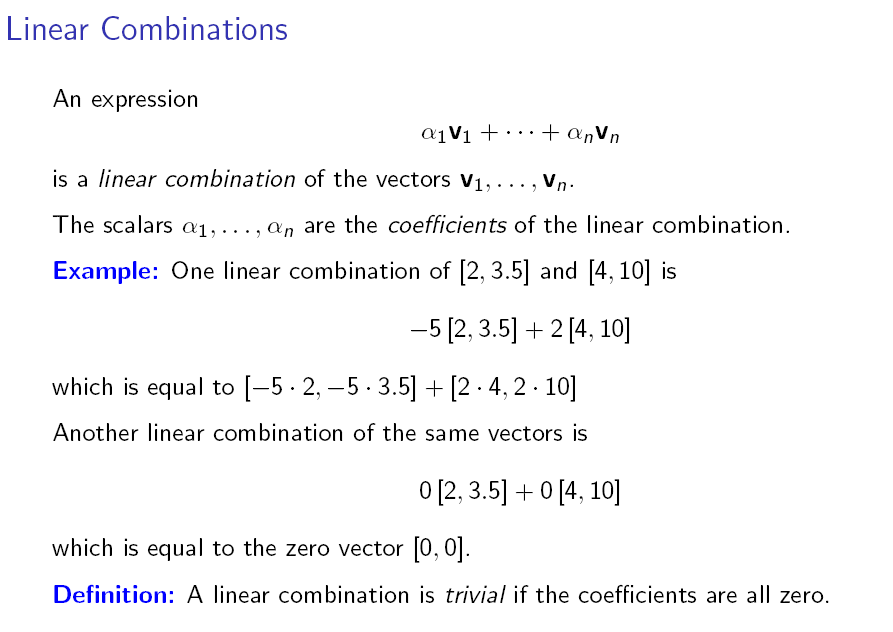 Linear Combinations
An expression
α₁v₁ + · · · + αₙvₙ
is a linear combination of the vectors v₁, . . . , vₙ.
The scalars α₁, . . . , αₙ are the coefficients of the linear combination.
Example: One linear combination of [2, 3.5] and [4, 10] is
−5 [2, 3.5] + 2 [4, 10]
which is equal to [−5 · 2, −5 · 3.5] + [2 · 4, 2 · 10]
Another linear combination of the same vectors is
0 [2, 3.5] + 0 [4, 10]
which is equal to the zero vector [0, 0].
Definition: A linear combination is trivial if the coefficients are all zero.